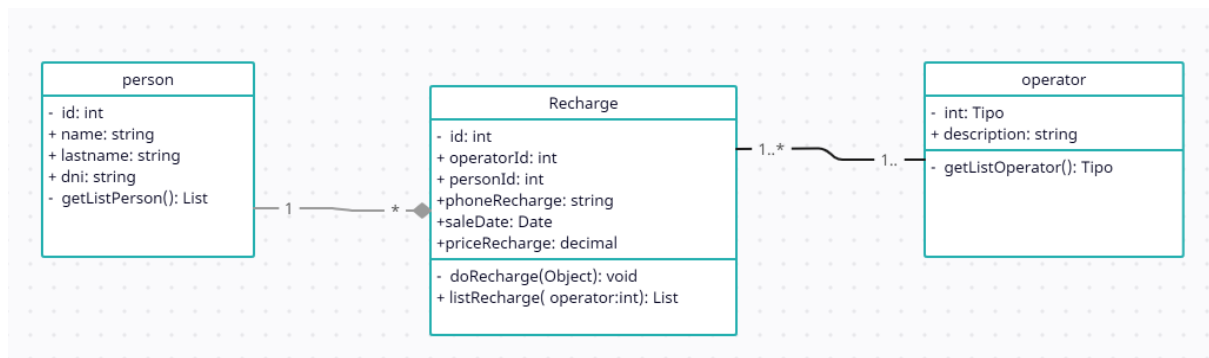 person
- id: int
+ name: string
+ lastname: string
+ dni: string
- getListPerson(): List
1
*
Recharge
- id: int
+ operatorId: int
+ personId: int
+phoneRecharge: string
+saleDate: Date
+priceRecharge: decimal
- doRecharge(Object): void
+ listRecharge( operator:int): List
1..*
1..
operator
- int: Tipo
+ description: string
- getListOperator(): Tipo